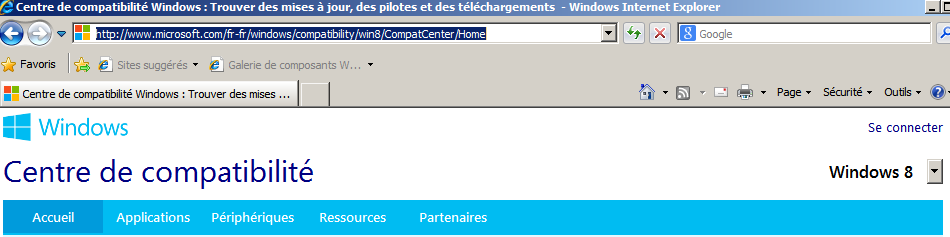 Centre de compatibilité Windows : Trouver des mises à jour, des pilotes et des téléchargements - Windows Internet Explorer
http://www.microsoft.com/fr-fr/windows/compatibility/win8/CompatCenter/Home
Google
Favoris Sites suggérés Galerie de composants W...
Centre de compatibilité Windows : Trouver des mises ...
Page Sécurité Outils
Windows
Se connecter
Centre de compatibilité
Windows 8
Accueil Applications Périphériques Ressources Partenaires